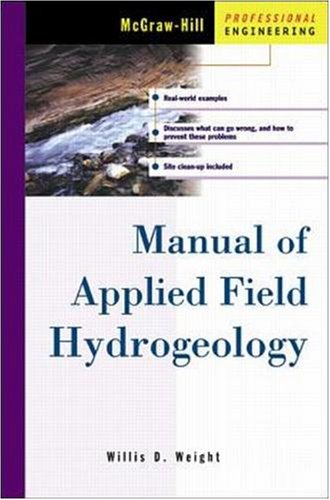 McGraw-Hill
PROFESSIONAL
ENGINEERING
Real-world examples
Discusses what can go wrong, and how to
prevent these problems
Site clean-up included
Manual of
Applied Field
Hydrogeology
Willis D. Weight